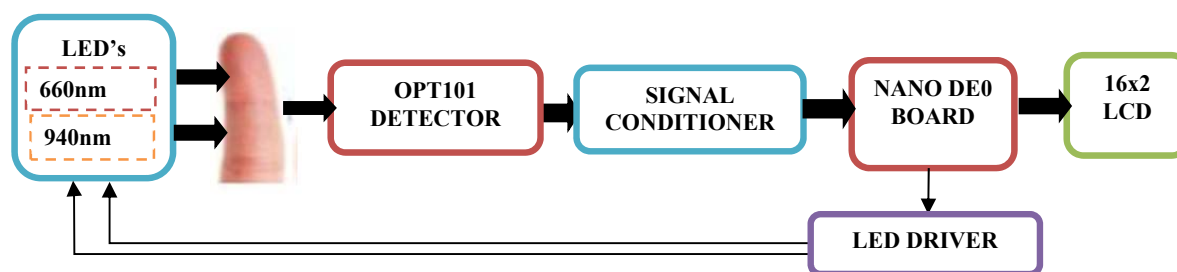 LED's
660nm
940nm
OPT101
DETECTOR
SIGNAL
CONDITIONER
NANO DE0
BOARD
16x2
LCD
LED DRIVER